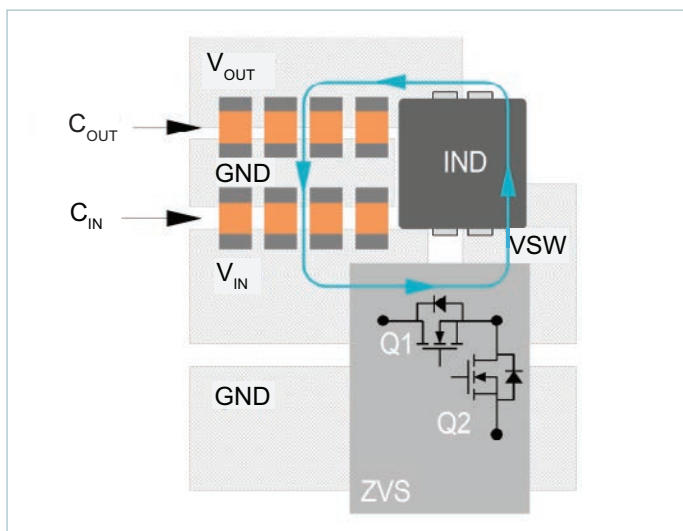 V_OUT
C_OUT
IND
GND
C_IN
VSW
V_IN
Q1
GND
Q2
ZVS